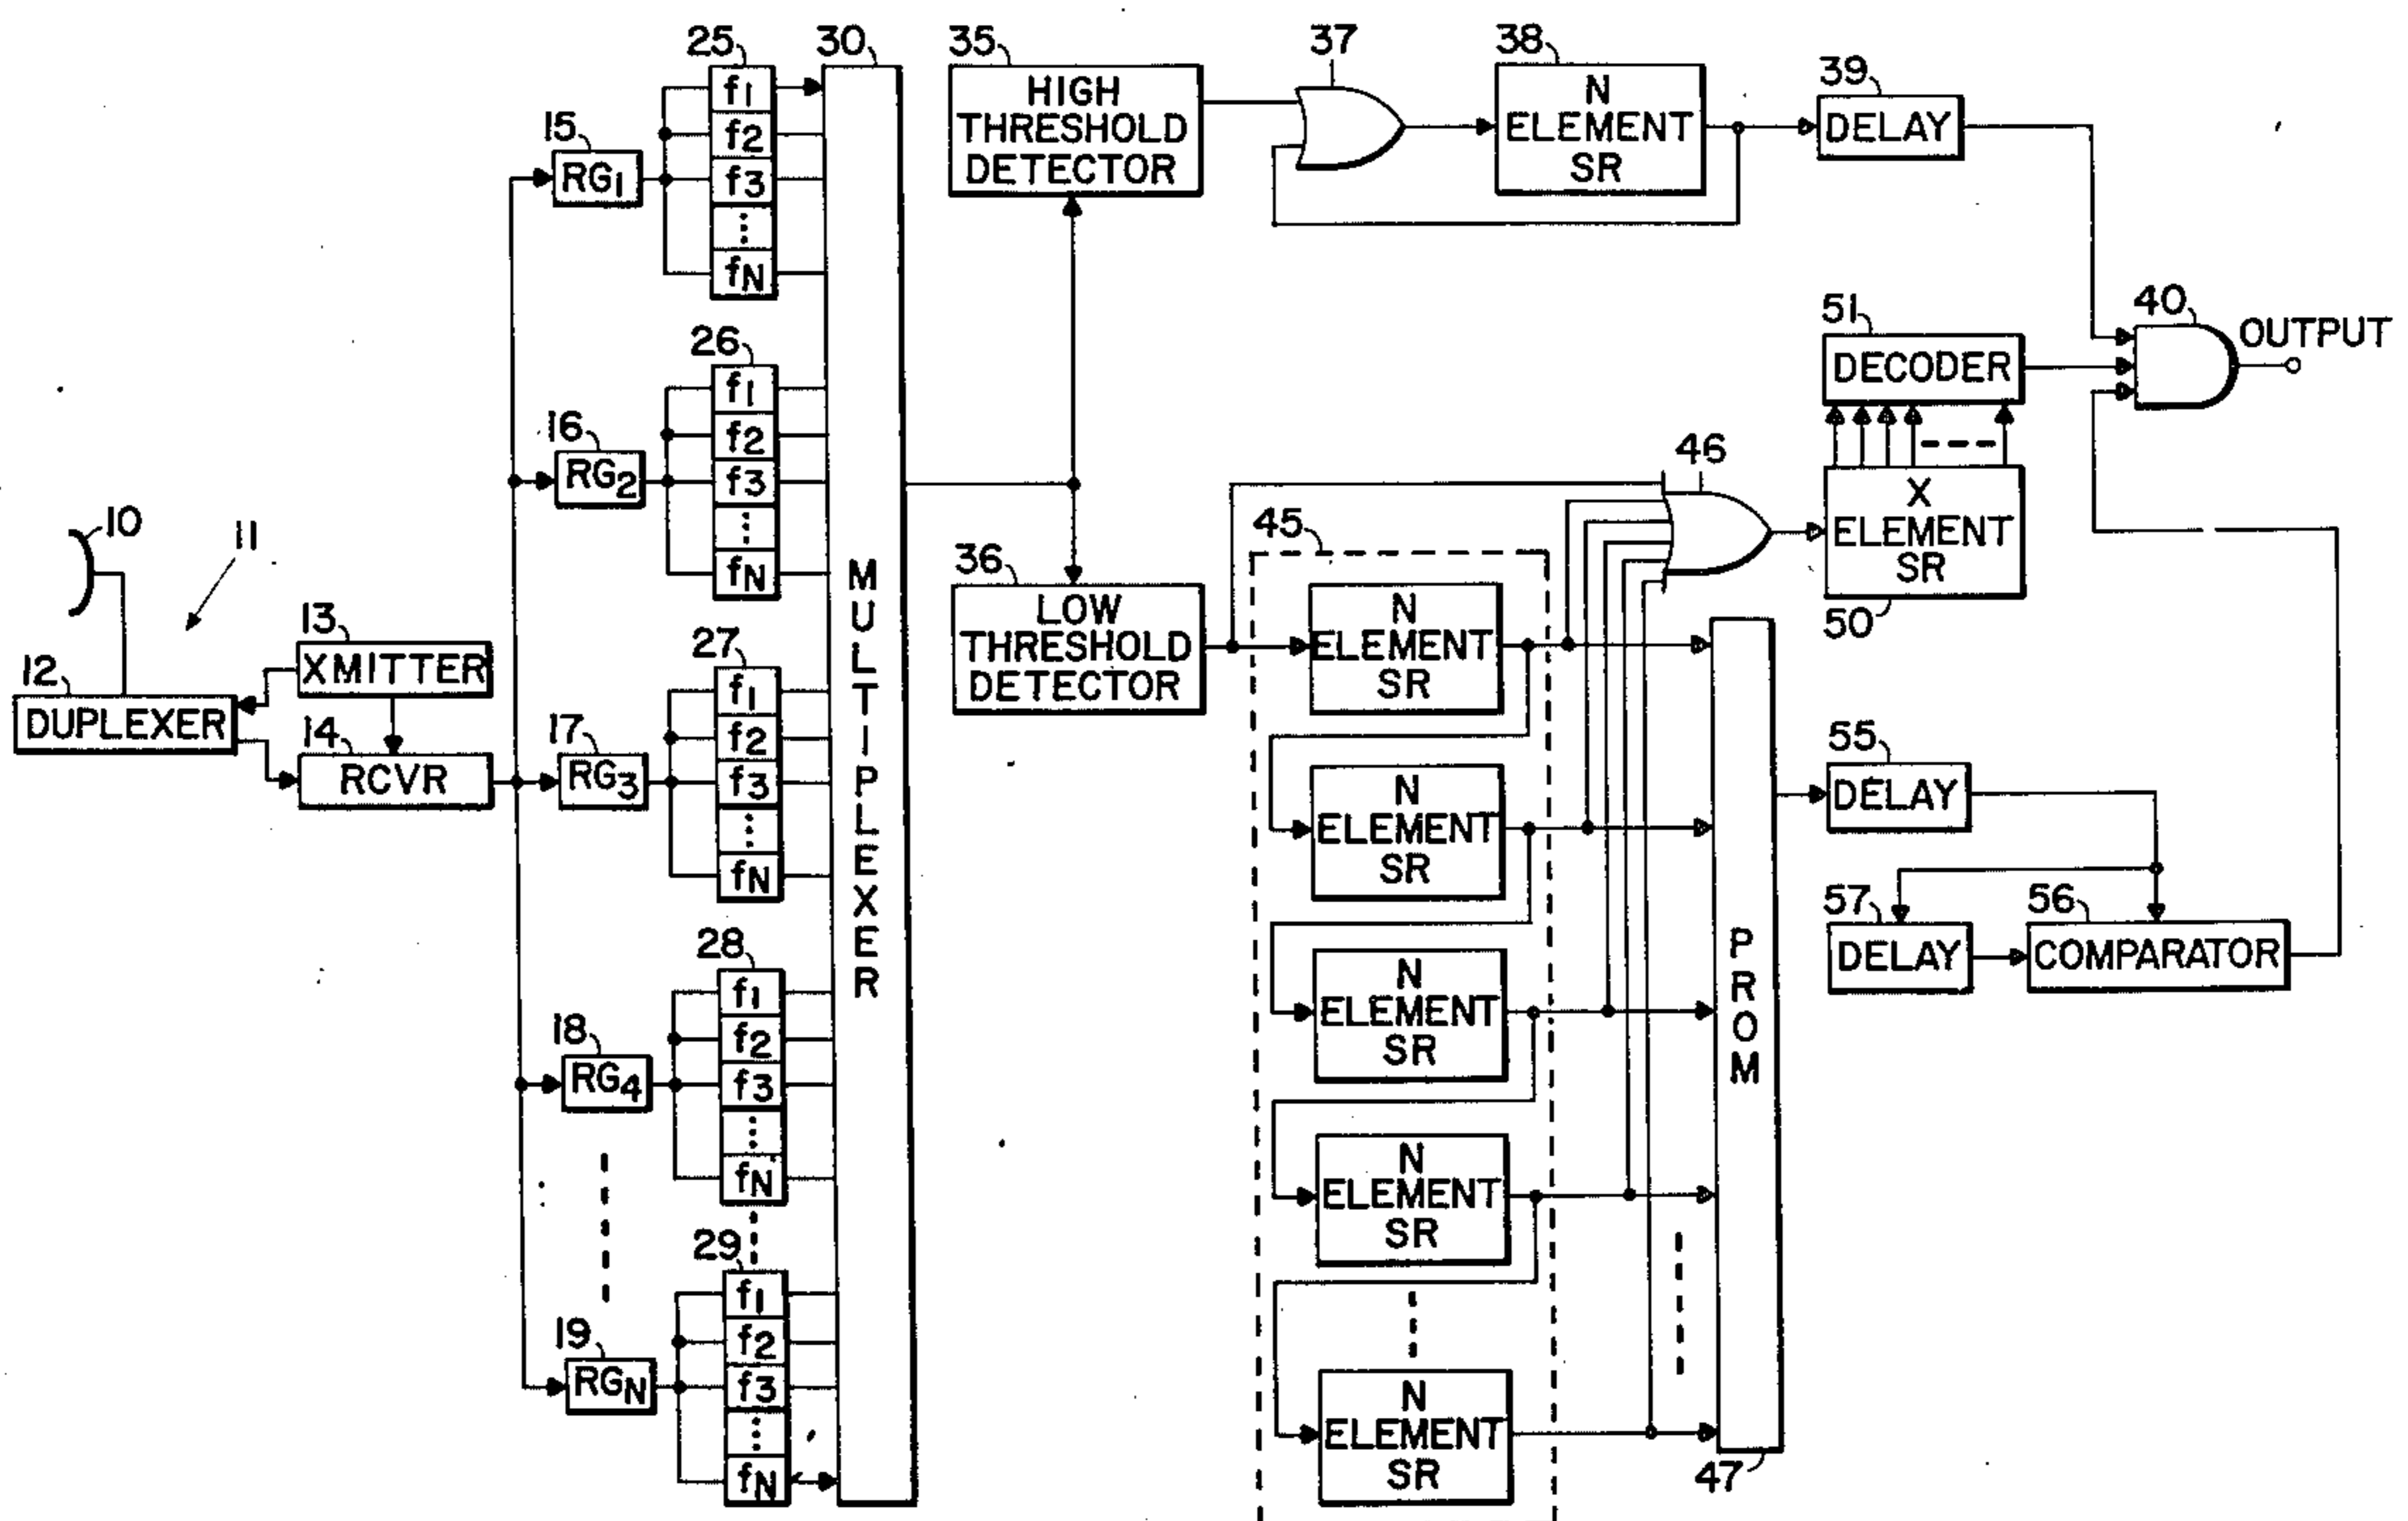 25
f1
f2
f3
⋮
fN
30
MULTIPLEXER
35
HIGH
THRESHOLD
DETECTOR
37
38
N
ELEMENT
SR
39
DELAY
15
RG1
26
f1
f2
f3
⋮
fN
16
RG2
51
DECODER
40
OUTPUT
46
X
ELEMENT
SR
50
10
11
12
DUPLEXER
13
XMITTER
14
RCVR
27
f1
f2
f3
⋮
fN
17
RG3
36
LOW
THRESHOLD
DETECTOR
45
N
ELEMENT
SR
N
ELEMENT
SR
N
ELEMENT
SR
N
ELEMENT
SR
N
ELEMENT
SR
PROM
47
55
DELAY
57
DELAY
56
COMPARATOR
28
f1
f2
f3
⋮
fN
18
RG4
29
f1
f2
f3
⋮
fN
19
RGN